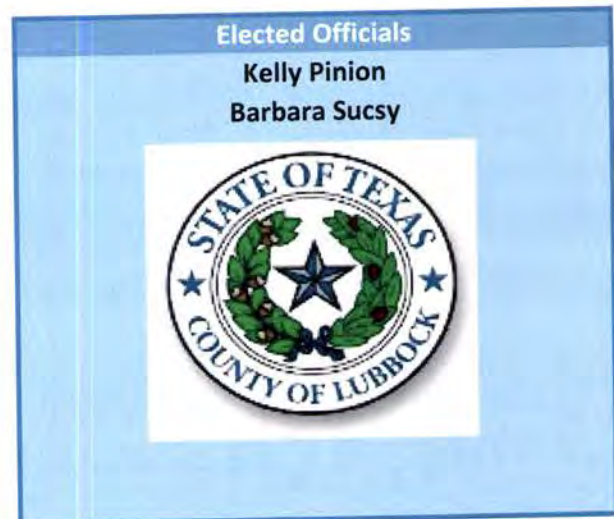 Elected Officials
Kelly Pinion
Barbara Sucsy
STATE OF TEXAS
COUNTY OF LUBBOCK